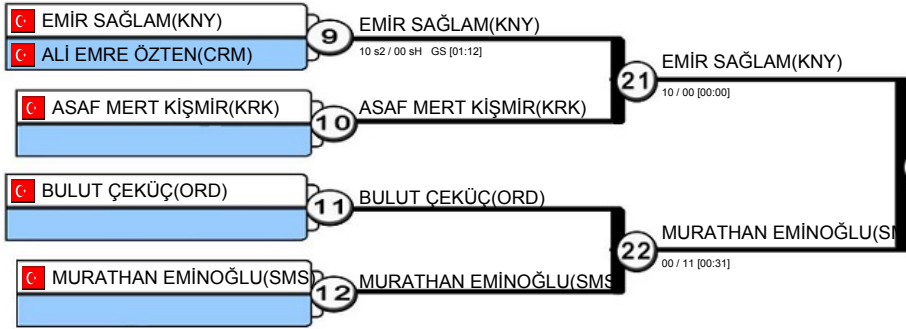 EMİR SAĞLAM(KNY)
ALİ EMRE ÖZTEN(CRM)
9
EMİR SAĞLAM(KNY)
10 s2 / 00 sH GS [01:12]
ASAF MERT KİŞMİR(KRK)
10
ASAF MERT KİŞMİR(KRK)
21
EMİR SAĞLAM(KNY)
10 / 00 [00:00]
BULUT ÇEKÜÇ(ORD)
11
BULUT ÇEKÜÇ(ORD)
MURATHAN EMİNOĞLU(SMS)
12
MURATHAN EMİNOĞLU(SMS
22
MURATHAN EMİNOĞLU(SM
00 / 11 [00:31]